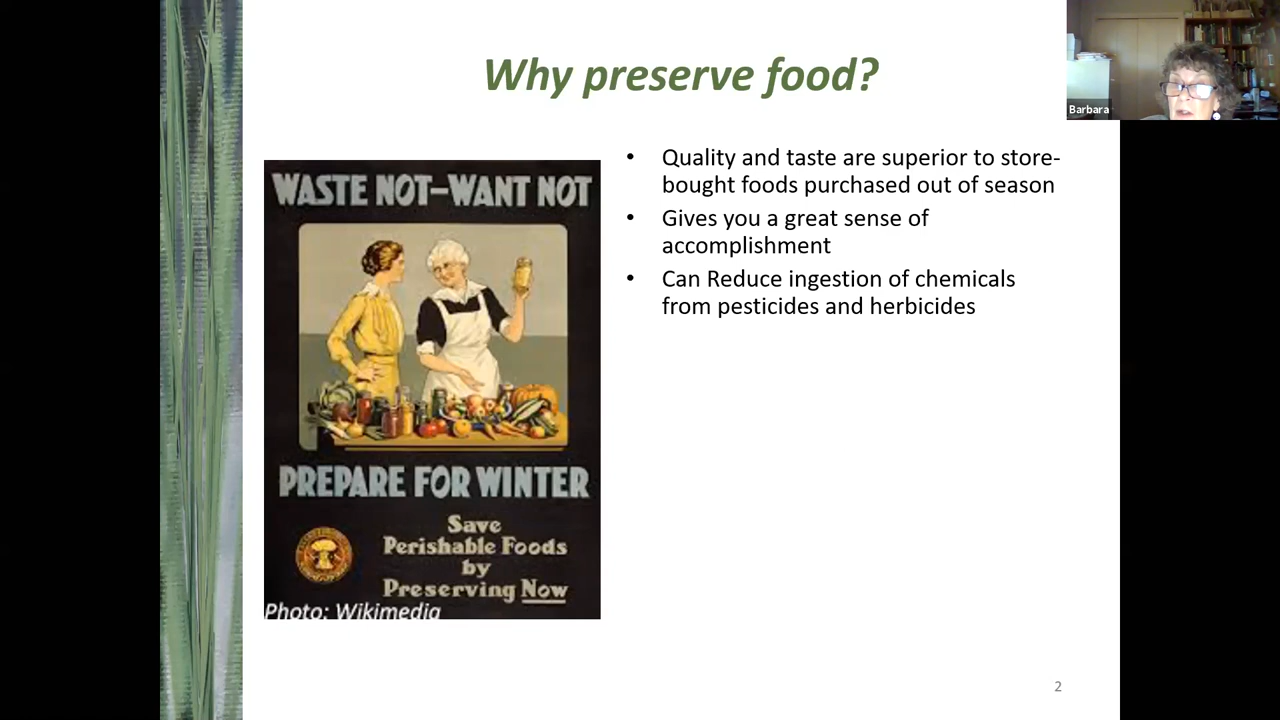 Why preserve food?
Barbara
WASTE NOT–WANT NOT
PREPARE FOR WINTER
Save
Perishable Foods
by
Preserving Now
Photo: Wikimedia
• Quality and taste are superior to store-
bought foods purchased out of season
• Gives you a great sense of
accomplishment
• Can Reduce ingestion of chemicals
from pesticides and herbicides
2